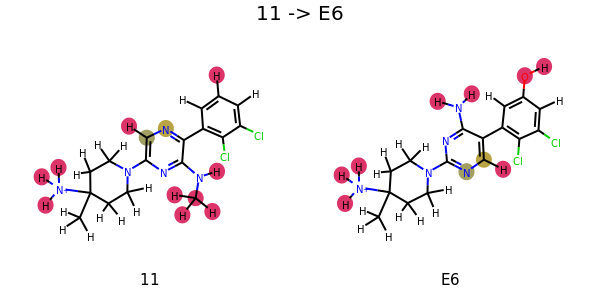 11 -> E6
H
H H
H N Cl
H H
H Cl
H
H H N N N H
N H H
H
H H H H H
H H H
O H
H H N H H
N Cl
H H
H Cl
H
H H N N H
N H
H
H H H H
H H
11
E6